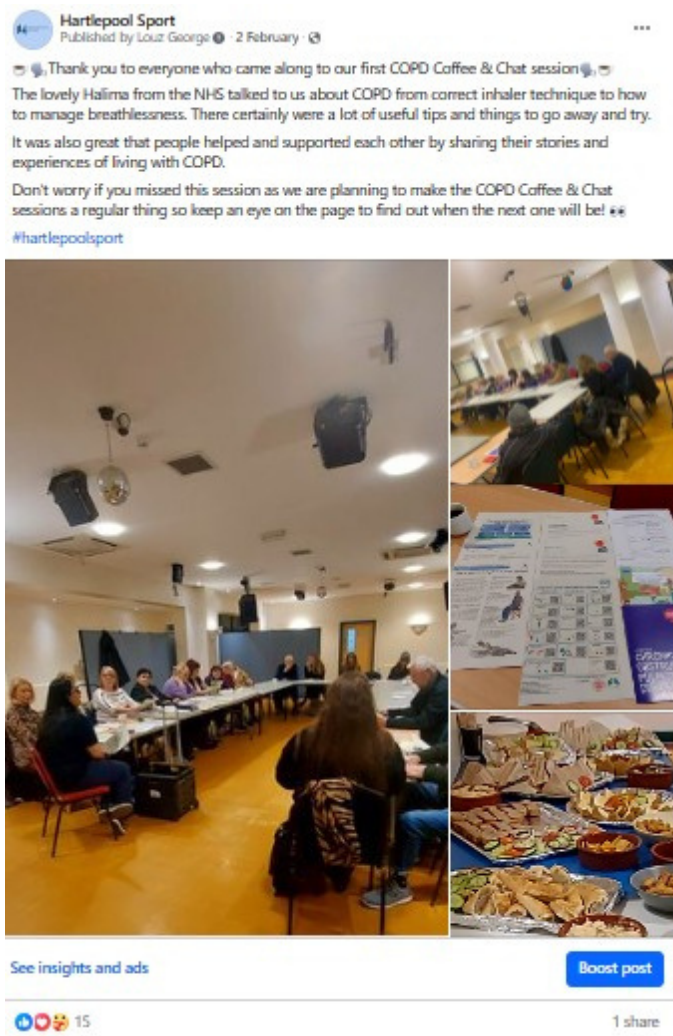 Hartlepool Sport
Published by Louz George · 2 February ·
Thank you to everyone who came along to our first COPD Coffee & Chat session
The lovely Halima from the NHS talked to us about COPD from correct inhaler technique to how
to manage breathlessness. There certainly were a lot of useful tips and things to go away and try.
It was also great that people helped and supported each other by sharing their stories and
experiences of living with COPD.
Don't worry if you missed this session as we are planning to make the COPD Coffee & Chat
sessions a regular thing so keep an eye on the page to find out when the next one will be! 👀
#hartlepoolsport
See insights and ads
Boost post
15
1 share